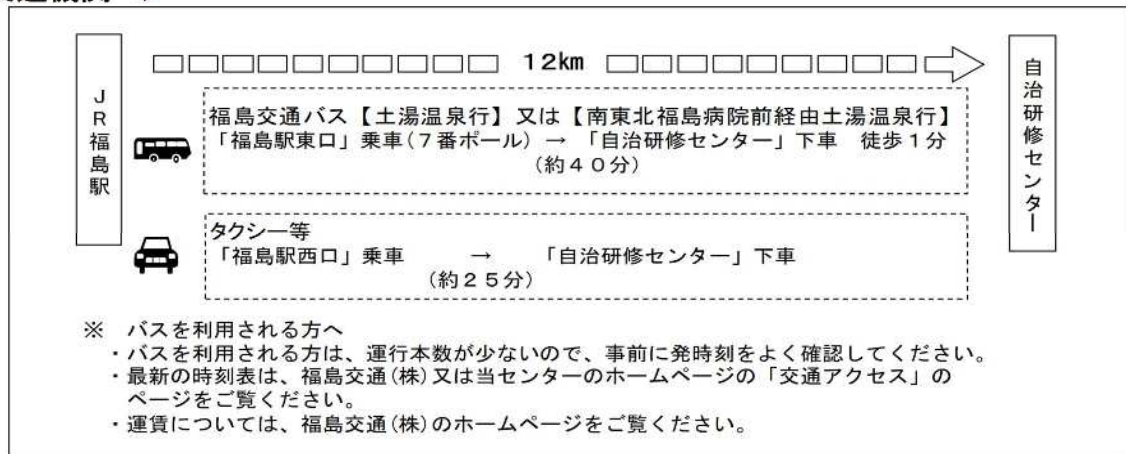 JR福島駅
12km
自治研修センター
福島交通バス【土湯温泉行】又は【南東北福島病院前経由土湯温泉行】
「福島駅東口」乗車(7番ポール) → 「自治研修センター」下車 徒歩1分
(約40分)
タクシー等
「福島駅西口」乗車 → 「自治研修センター」下車
(約25分)
※ バスを利用される方へ
・バスを利用される方は、運行本数が少ないので、事前に発時刻をよく確認してください。
・最新の時刻表は、福島交通(株)又は当センターのホームページの「交通アクセス」の
ページをご覧ください。
・運賃については、福島交通(株)のホームページをご覧ください。